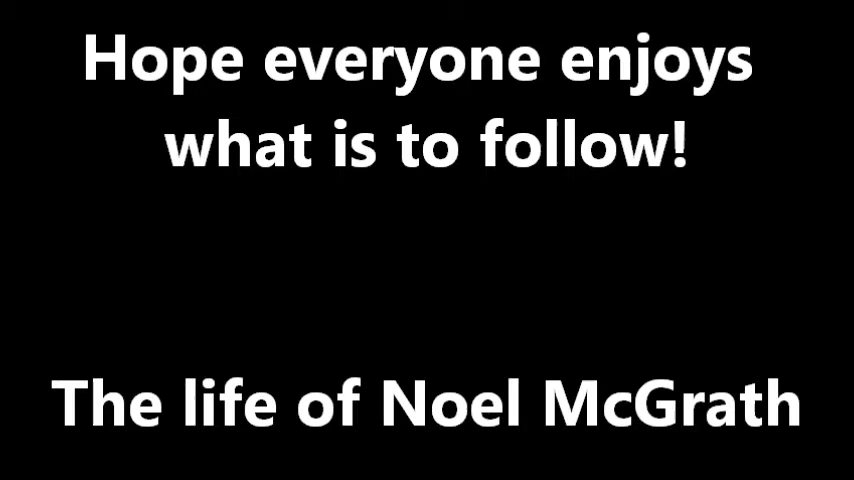 Hope everyone enjoys
what is to follow!
The life of Noel McGrath